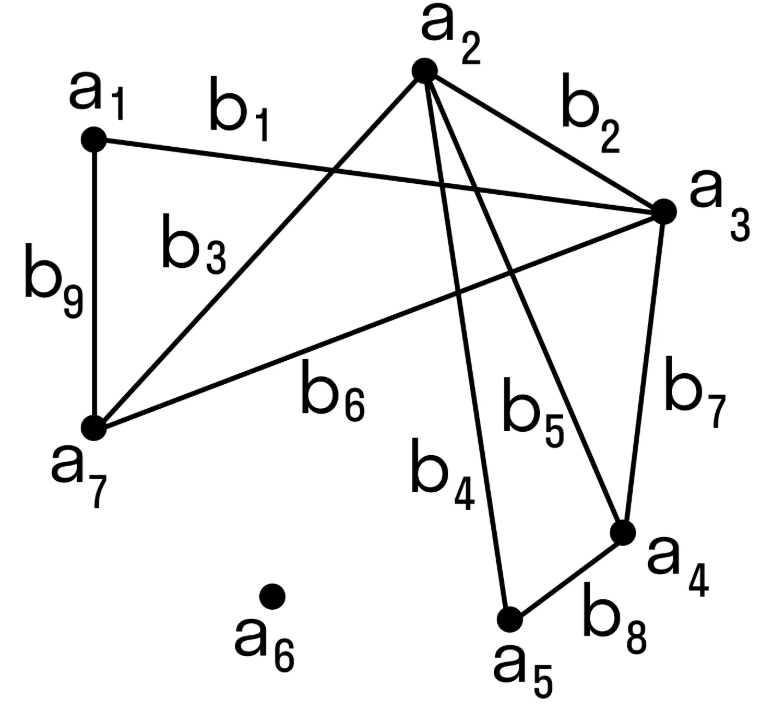 a₂
a₁
b₁
b₂
a₃
b₃
b₉
b₆
b₅
b₇
a₇
b₄
a₄
b₈
a₆
a₅